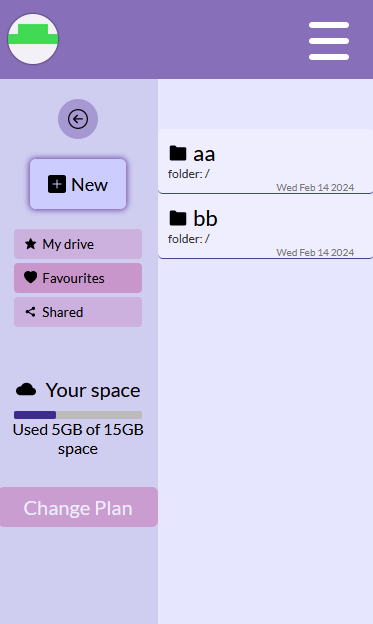 New
My drive
Favourites
Shared
Your space
Used 5GB of 15GB
space
Change Plan
aa
folder: /
Wed Feb 14 2024
bb
folder: /
Wed Feb 14 2024